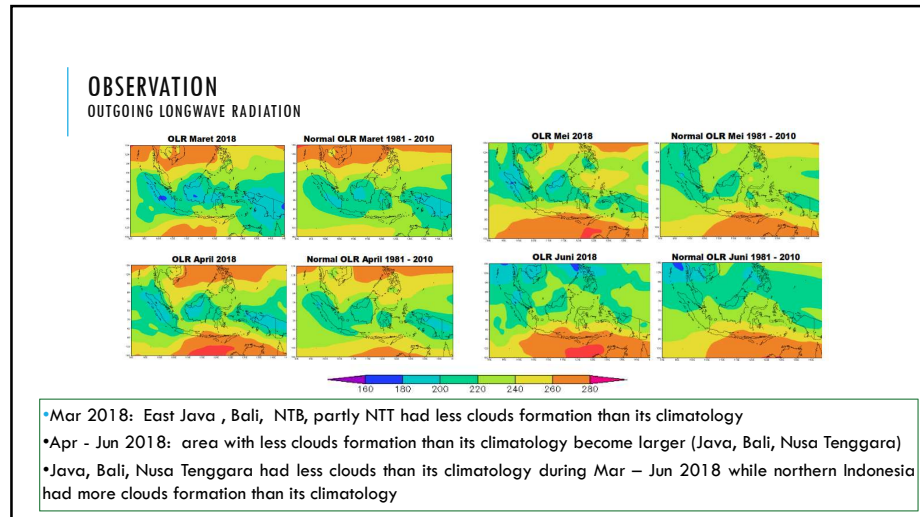 OBSERVATION
OUTGOING LONGWAVE RADIATION
OLR Maret 2018
Normal OLR Maret 1981 - 2010
OLR Mei 2018
Normal OLR Mei 1981 - 2010
OLR April 2018
Normal OLR April 1981 - 2010
OLR Juni 2018
Normal OLR Juni 1981 - 2010
160 180 200 220 240 260 280
•Mar 2018: East Java , Bali, NTB, partly NTT had less clouds formation than its climatology
•Apr - Jun 2018: area with less clouds formation than its climatology become larger (Java, Bali, Nusa Tenggara)
•Java, Bali, Nusa Tenggara had less clouds than its climatology during Mar – Jun 2018 while northern Indonesia
had more clouds formation than its climatology